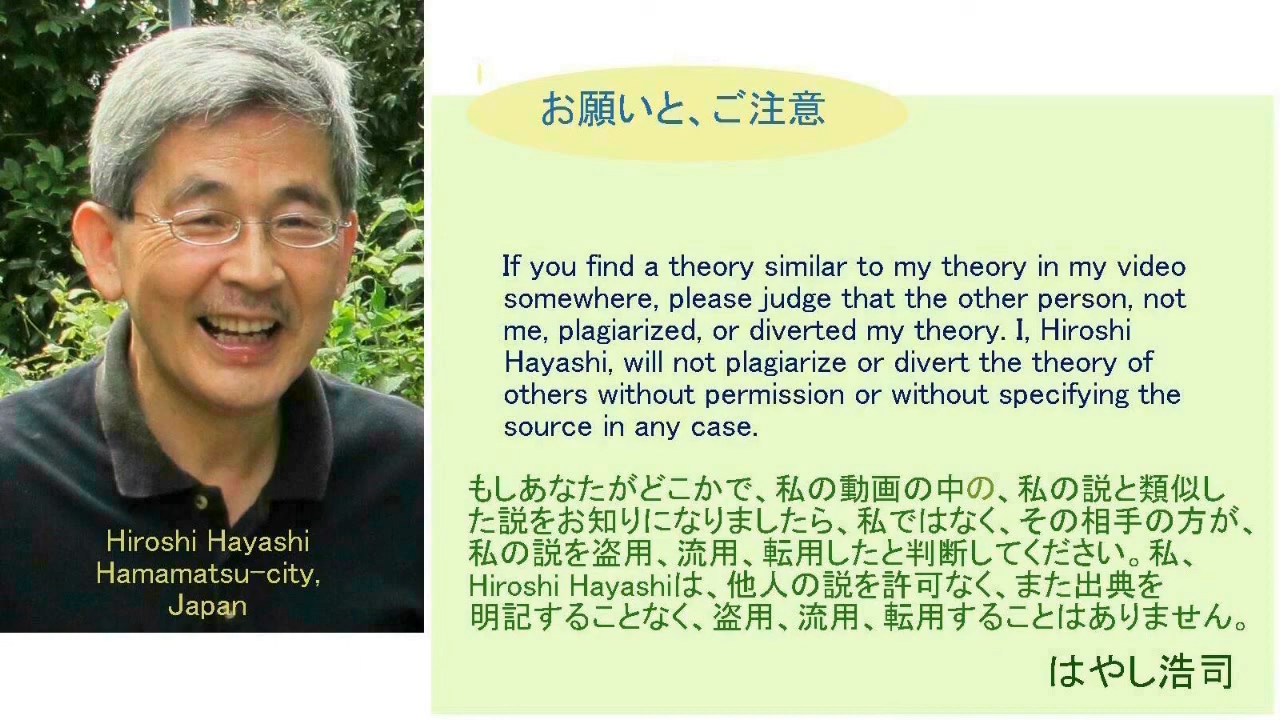 お願いと、ご注意
If you find a theory similar to my theory in my video
somewhere, please judge that the other person, not
me, plagiarized, or diverted my theory. I, Hiroshi
Hayashi, will not plagiarize or divert the theory of
others without permission or without specifying the
source in any case.
もしあなたがどこかで、私の動画の中の、私の説と類似し
た説をお知りになりましたら、私ではなく、その相手の方が、
私の説を盗用、流用、転用したと判断してください。私、
Hiroshi Hayashiは、他人の説を許可なく、また出典を
明記することなく、盗用、流用、転用することはありません。
はやし浩司
Hiroshi Hayashi
Hamamatsu-city,
Japan